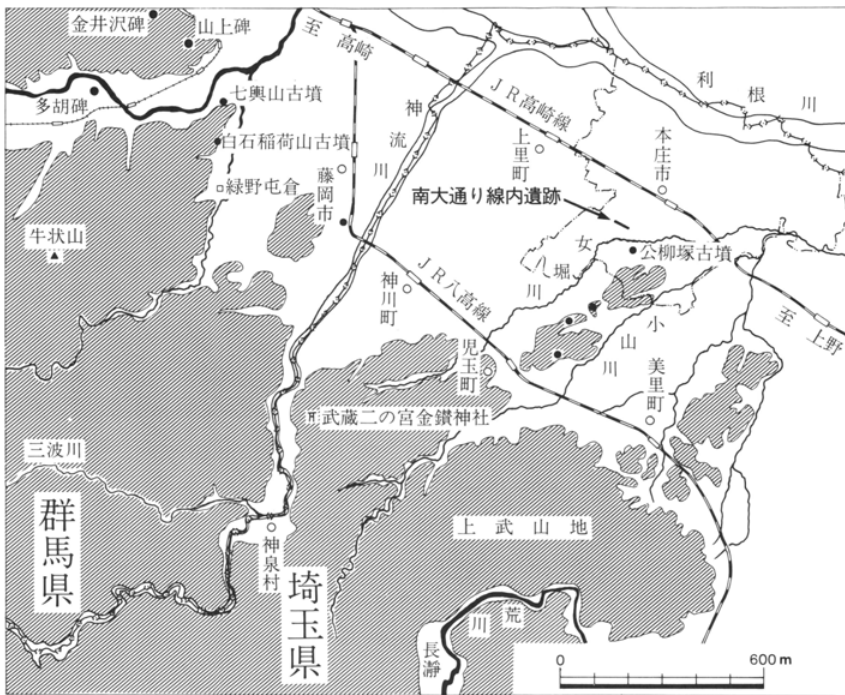 金井沢碑
山上碑
至高崎
多胡碑
七輿山古墳
神流川
JR高崎線
利根川
白石稲荷山古墳
上里町
本庄市
藤岡市
緑野屯倉
南大通り線内遺跡
牛状山
公柳塚古墳
女堀川
JR八高線
神川町
小山川
至上野
児玉町
美里町
武蔵二の宮金鑚神社
三波川
群馬県
上武山地
神泉村
埼玉県
荒川
長瀞
0 600m